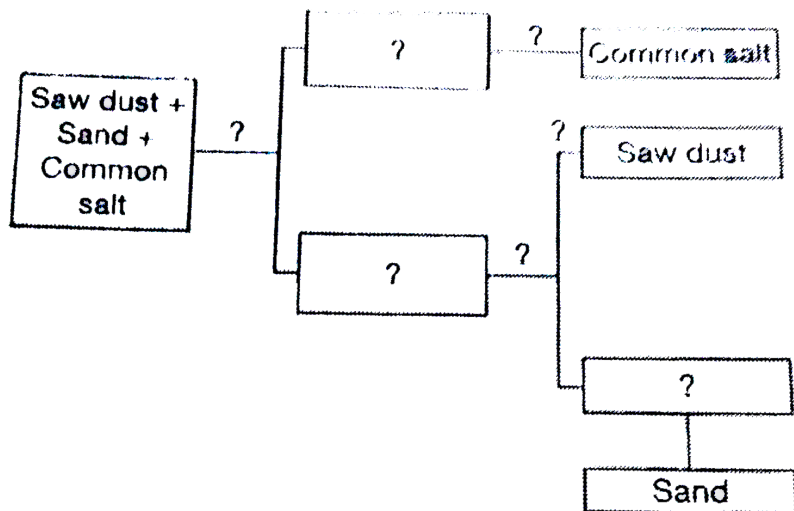 Saw dust +
Sand +
Common
salt
?
?
?
Common salt
?
Saw dust
?
?
?
Sand